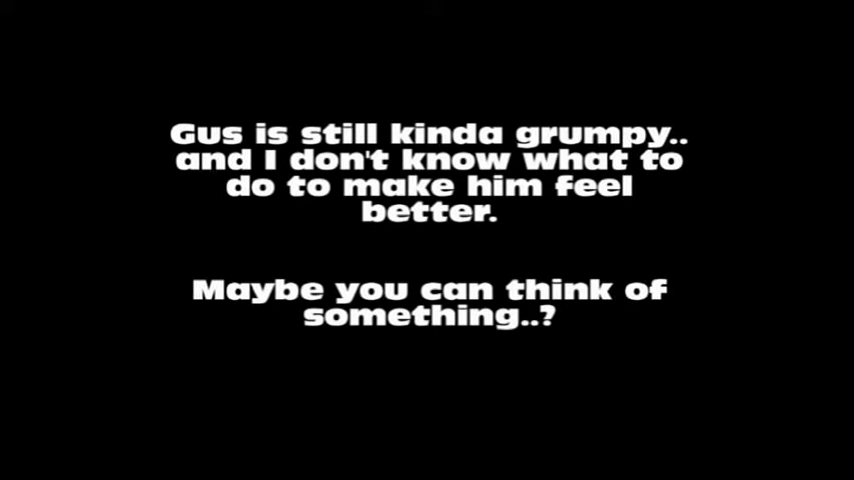 Gus is still kinda grumpy..
and I don't know what to
do to make him feel
better.
Maybe you can think of
something..?